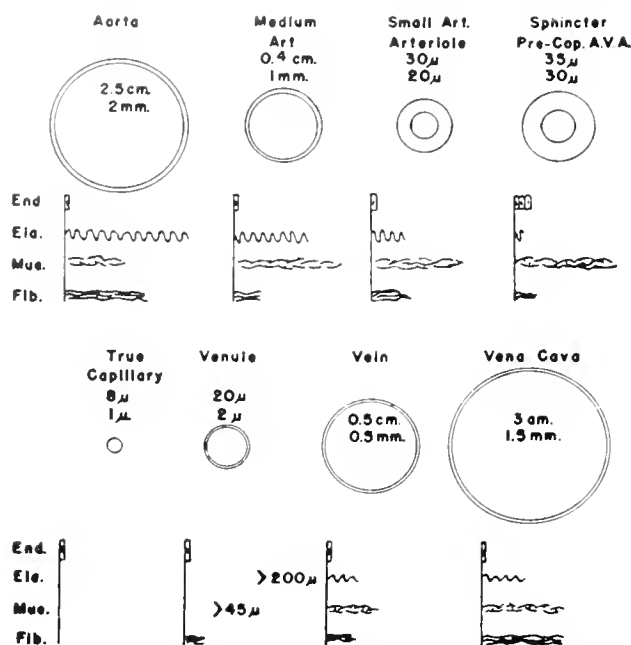 Aorta
2.5 cm.
2 mm.
Medium
Art
0.4 cm.
1 mm.
Small Art.
Arteriole
30μ
20μ
Sphincter
Pre-Cap. A.V.A.
35μ
30μ
End
Ela.
Mus.
Fib.
True
Capillary
8μ
1μ
Venule
20μ
2μ
Vein
0.5 cm.
0.5 mm.
Vena Cava
3 am.
1.5 mm.
End.
Ela.
>200μ
Mus.
>45μ
Fib.